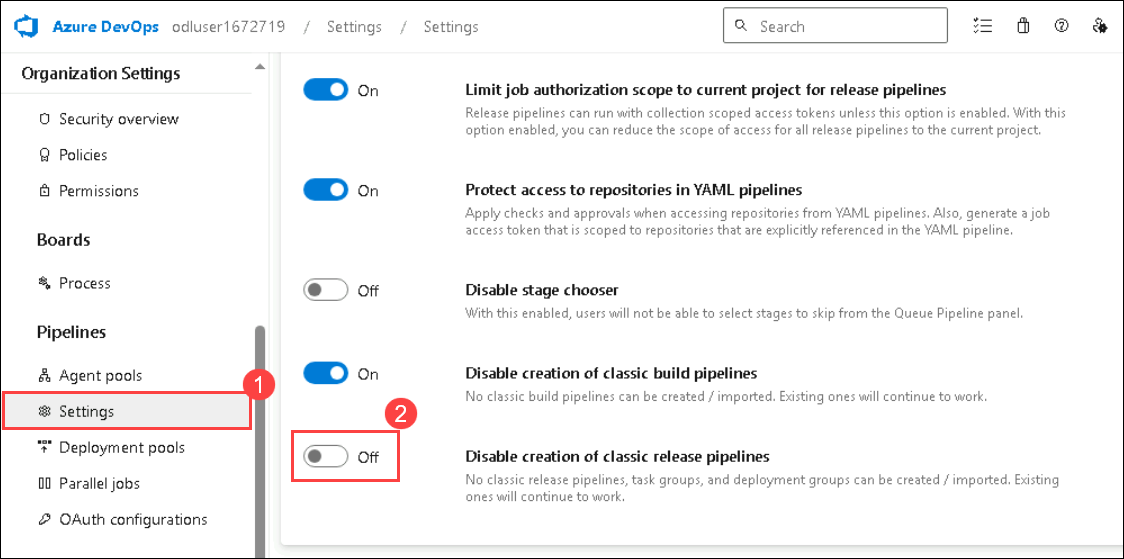 Azure DevOps odluser1672719 / Settings / Settings
Search
Organization Settings
Security overview
Policies
Permissions
Boards
Process
Pipelines
Agent pools
1
Settings
Deployment pools
Parallel jobs
OAuth configurations
On
Limit job authorization scope to current project for release pipelines
Release pipelines can run with collection scoped access tokens unless this option is enabled. With this
option enabled, you can reduce the scope of access for all release pipelines to the current project.
On
Protect access to repositories in YAML pipelines
Apply checks and approvals when accessing repositories from YAML pipelines. Also, generate a job
access token that is scoped to repositories that are explicitly referenced in the YAML pipeline.
Off
Disable stage chooser
With this enabled, users will not be able to select stages to skip from the Queue Pipeline panel.
On
Disable creation of classic build pipelines
No classic build pipelines can be created / imported. Existing ones will continue to work.
2
Off
Disable creation of classic release pipelines
No classic release pipelines, task groups, and deployment groups can be created / imported. Existing
ones will continue to work.